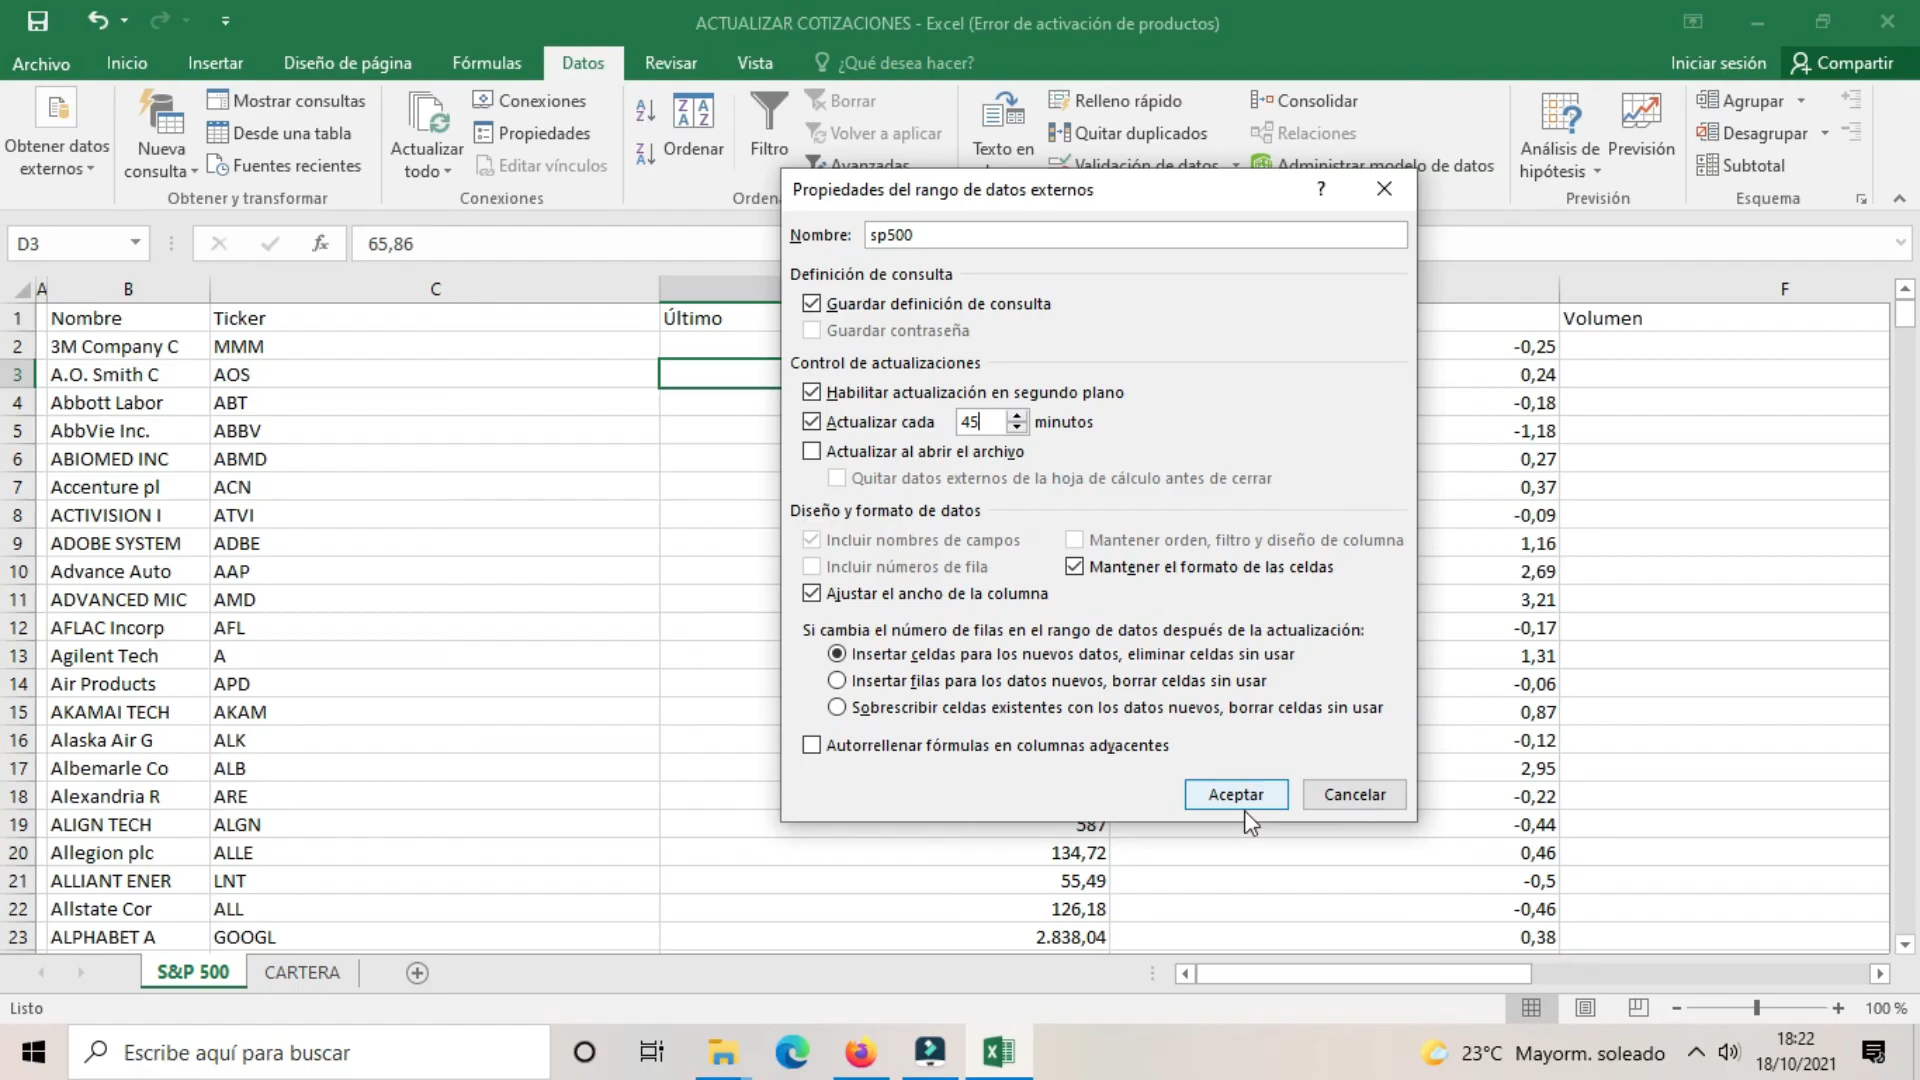 ACTUALIZAR COTIZACIONES - Excel (Error de activación de productos)
Archivo Inicio Insertar Diseño de página Fórmulas Datos Revisar Vista ¿Qué desea hacer? Iniciar sesión Compartir
Obtener datos externos
Nueva consulta
Mostrar consultas
Desde una tabla
Fuentes recientes
Obtener y transformar
Actualizar todo
Conexiones
Propiedades
Editar vínculos
Conexiones
Ordenar
Filtro
Borrar
Volver a aplicar
Avanzadas
Texto en
Relleno rápido
Quitar duplicados
Validación de datos
Consolidar
Relaciones
Administrar modelo de datos
Análisis de hipótesis
Previsión
Previsión
Agrupar
Desagrupar
Subtotal
Esquema
D3 fx 65,86
A B C F
1 Nombre Ticker Último Volumen
2 3M Company C MMM -0,25
3 A.O. Smith C AOS 0,24
4 Abbott Labor ABT -0,18
5 AbbVie Inc. ABBV -1,18
6 ABIOMED INC ABMD 0,27
7 Accenture pl ACN 0,37
8 ACTIVISION I ATVI -0,09
9 ADOBE SYSTEM ADBE 1,16
10 Advance Auto AAP 2,69
11 ADVANCED MIC AMD 3,21
12 AFLAC Incorp AFL -0,17
13 Agilent Tech A 1,31
14 Air Products APD -0,06
15 AKAMAI TECH AKAM 0,87
16 Alaska Air G ALK -0,12
17 Albemarle Co ALB 2,95
18 Alexandria R ARE -0,22
19 ALIGN TECH ALGN 587 -0,44
20 Allegion plc ALLE 134,72 0,46
21 ALLIANT ENER LNT 55,49 -0,5
22 Allstate Cor ALL 126,18 -0,46
23 ALPHABET A GOOGL 2.838,04 0,38
Propiedades del rango de datos externos ?
Nombre: sp500
Definición de consulta
Guardar definición de consulta
Guardar contraseña
Control de actualizaciones
Habilitar actualización en segundo plano
Actualizar cada 45 minutos
Actualizar al abrir el archivo
Quitar datos externos de la hoja de cálculo antes de cerrar
Diseño y formato de datos
Incluir nombres de campos Mantener orden, filtro y diseño de columna
Incluir números de fila Mantener el formato de las celdas
Ajustar el ancho de la columna
Si cambia el número de filas en el rango de datos después de la actualización:
Insertar celdas para los nuevos datos, eliminar celdas sin usar
Insertar filas para los datos nuevos, borrar celdas sin usar
Sobrescribir celdas existentes con los datos nuevos, borrar celdas sin usar
Autorrellenar fórmulas en columnas adyacentes
Aceptar Cancelar
S&P 500 CARTERA
Listo 100 %
Escribe aquí para buscar 23°C Mayorm. soleado 18:22
18/10/2021